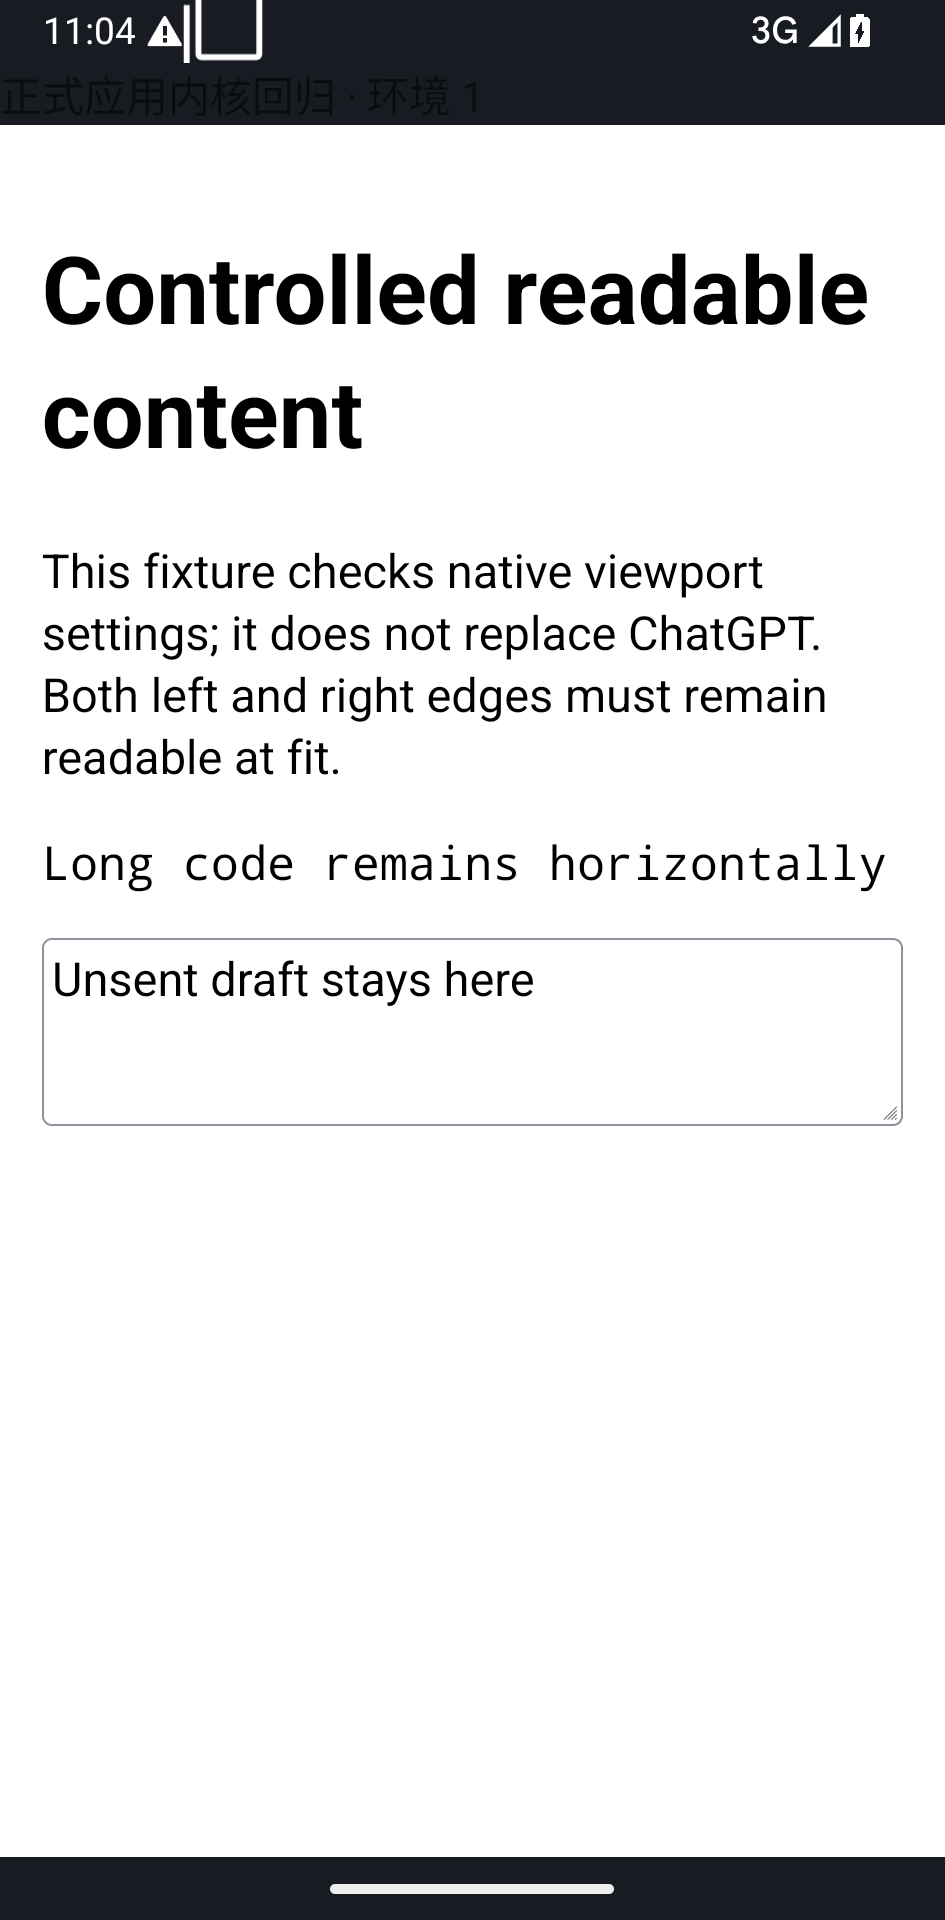 11:04
3G
正式应用内核回归 · 环境 1
Controlled readable
content
This fixture checks native viewport
settings; it does not replace ChatGPT.
Both left and right edges must remain
readable at fit.
Long code remains horizontally
Unsent draft stays here